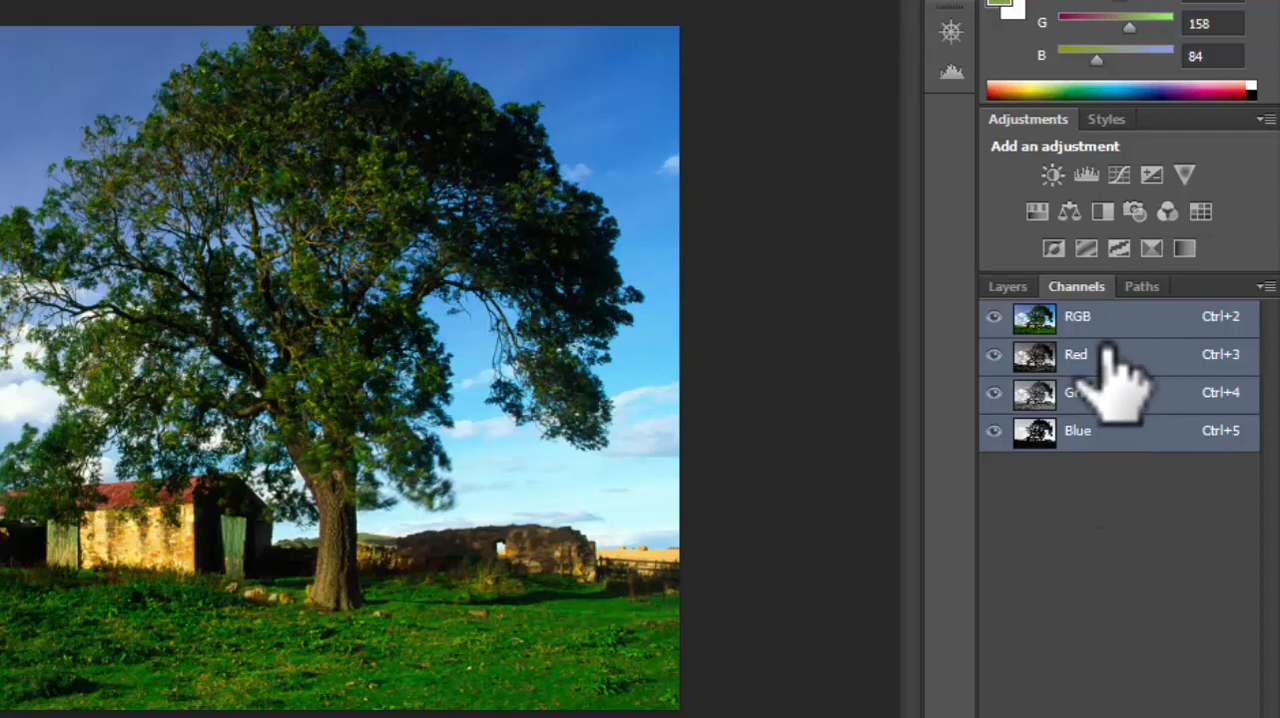 G 158
B 84
Adjustments Styles
Add an adjustment
Layers Channels Paths
RGB Ctrl+2
Red Ctrl+3
Ctrl+4
Blue Ctrl+5